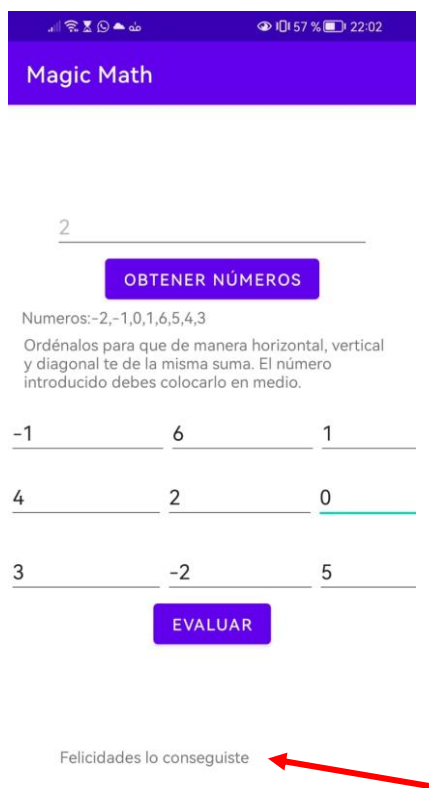 57 % 22:02
Magic Math
2
OBTENER NÚMEROS
Numeros:-2,-1,0,1,6,5,4,3
Ordénalos para que de manera horizontal, vertical
y diagonal te de la misma suma. El número
introducido debes colocarlo en medio.
-1 6 1
4 2 0
3 -2 5
EVALUAR
Felicidades lo conseguiste